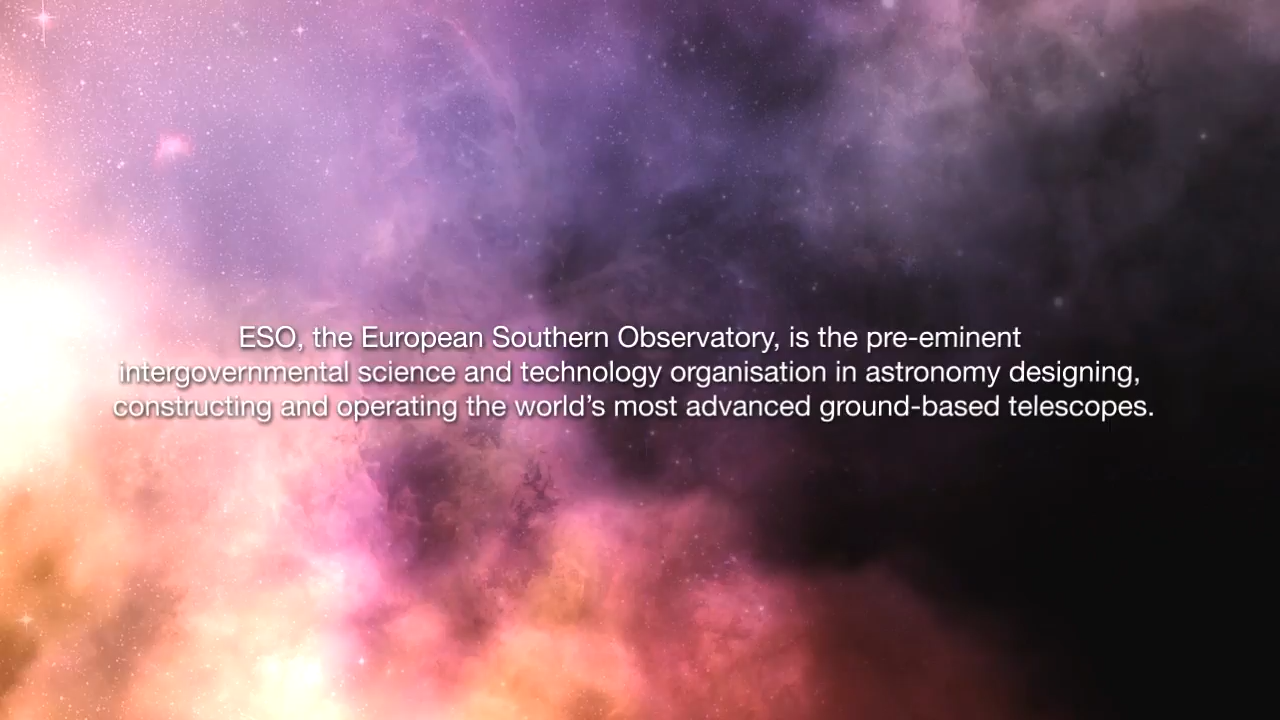 ESO, the European Southern Observatory, is the pre-eminent
intergovernmental science and technology organisation in astronomy designing,
constructing and operating the world’s most advanced ground-based telescopes.